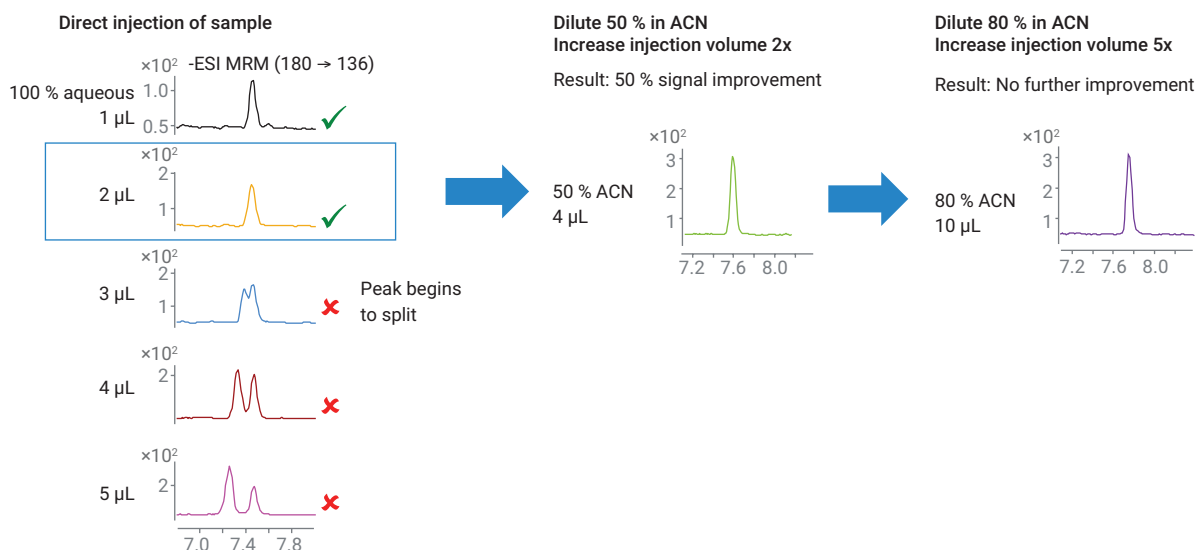 Direct injection of sample
×10²
-ESI MRM (180 → 136)
100 % aqueous
1 µL
1.0
0.5
×10²
2 µL
2
1
×10²
3 µL
2
1
Peak begins
to split
×10²
4 µL
2
×10²
5 µL
2
7.0 7.4 7.8
Dilute 50 % in ACN
Increase injection volume 2x
Result: 50 % signal improvement
×10²
50 % ACN
4 µL
3
2
1
7.2 7.6 8.0
Dilute 80 % in ACN
Increase injection volume 5x
Result: No further improvement
×10²
80 % ACN
10 µL
3
2
1
7.2 7.6 8.0